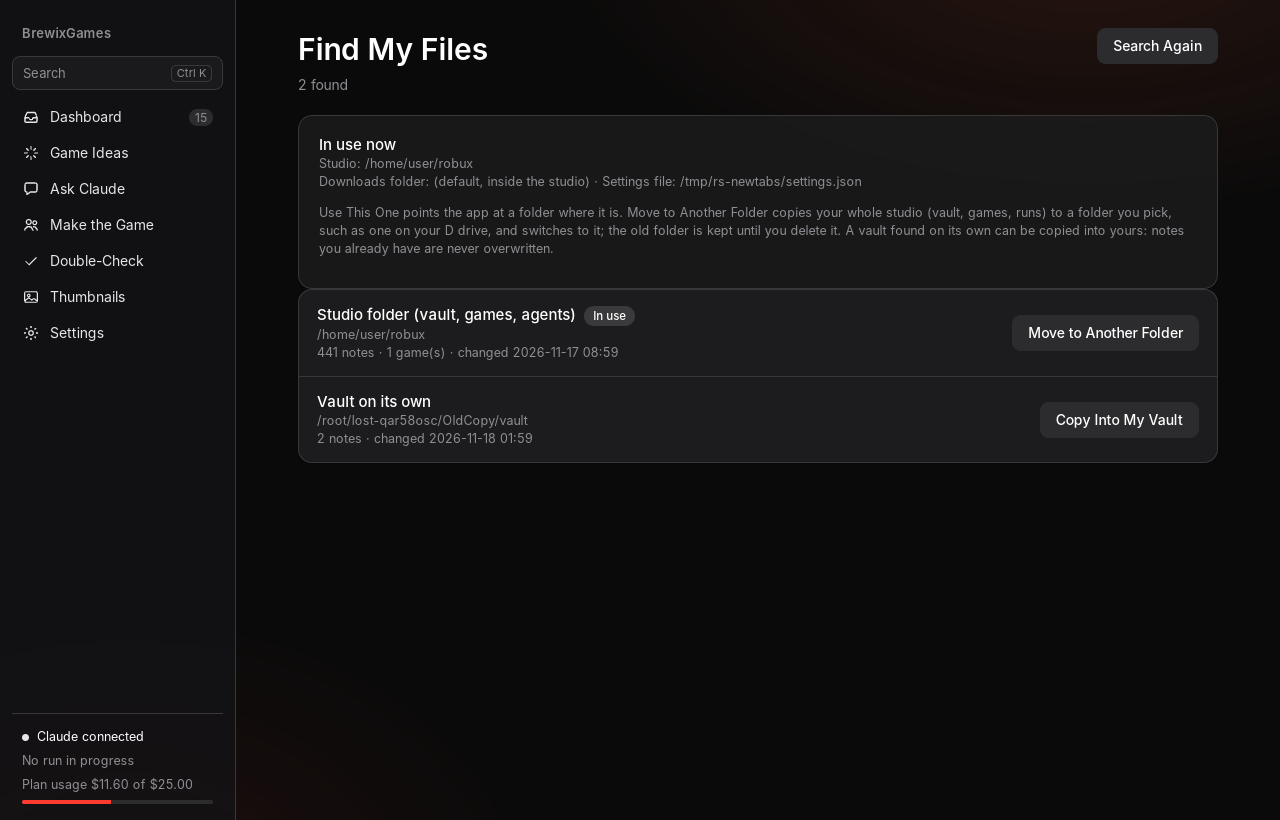 BrewixGames
Search Ctrl K
Dashboard 15
Game Ideas
Ask Claude
Make the Game
Double-Check
Thumbnails
Settings
Claude connected
No run in progress
Plan usage $11.60 of $25.00
Find My Files
Search Again
2 found
In use now
Studio: /home/user/robux
Downloads folder: (default, inside the studio) · Settings file: /tmp/rs-newtabs/settings.json
Use This One points the app at a folder where it is. Move to Another Folder copies your whole studio (vault, games, runs) to a folder you pick,
such as one on your D drive, and switches to it; the old folder is kept until you delete it. A vault found on its own can be copied into yours: notes
you already have are never overwritten.
Studio folder (vault, games, agents) In use
/home/user/robux
441 notes · 1 game(s) · changed 2026-11-17 08:59
Move to Another Folder
Vault on its own
/root/lost-qar58osc/OldCopy/vault
2 notes · changed 2026-11-18 01:59
Copy Into My Vault